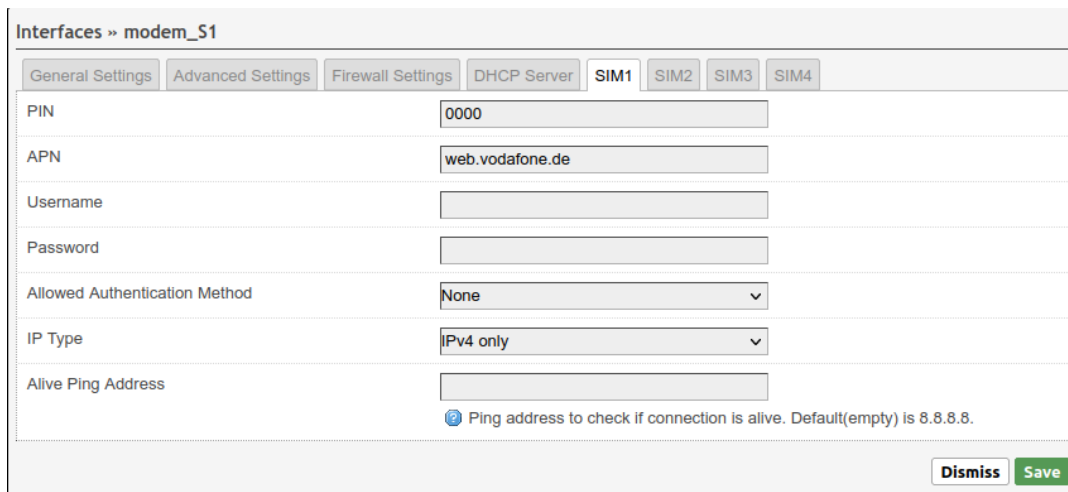 Interfaces » modem_S1
General Settings Advanced Settings Firewall Settings DHCP Server SIM1 SIM2 SIM3 SIM4
PIN 0000
APN web.vodafone.de
Username
Password
Allowed Authentication Method None
IP Type IPv4 only
Alive Ping Address
Ping address to check if connection is alive. Default(empty) is 8.8.8.8.
Dismiss Save